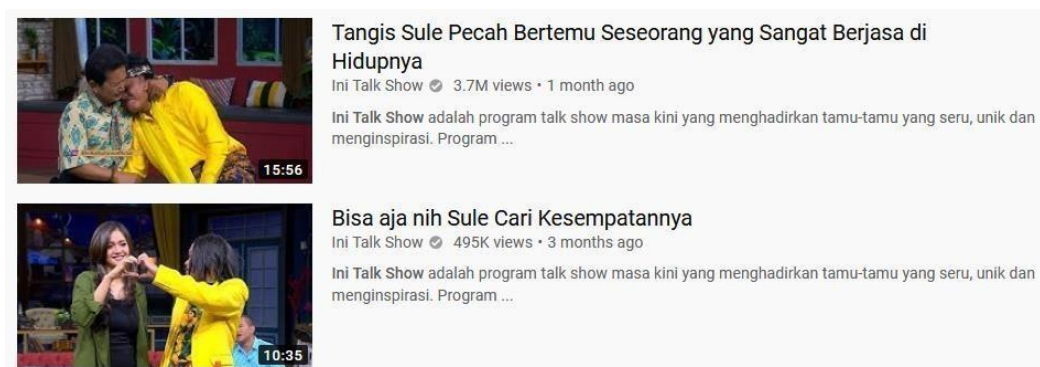 Tangis Sule Pecah Bertemu Seseorang yang Sangat Berjasa di
Hidupnya
Ini Talk Show 3.7M views • 1 month ago
Ini Talk Show adalah program talk show masa kini yang menghadirkan tamu-tamu yang seru, unik dan
menginspirasi. Program ...
15:56
Bisa aja nih Sule Cari Kesempatannya
Ini Talk Show 495K views • 3 months ago
Ini Talk Show adalah program talk show masa kini yang menghadirkan tamu-tamu yang seru, unik dan
menginspirasi. Program ...
10:35